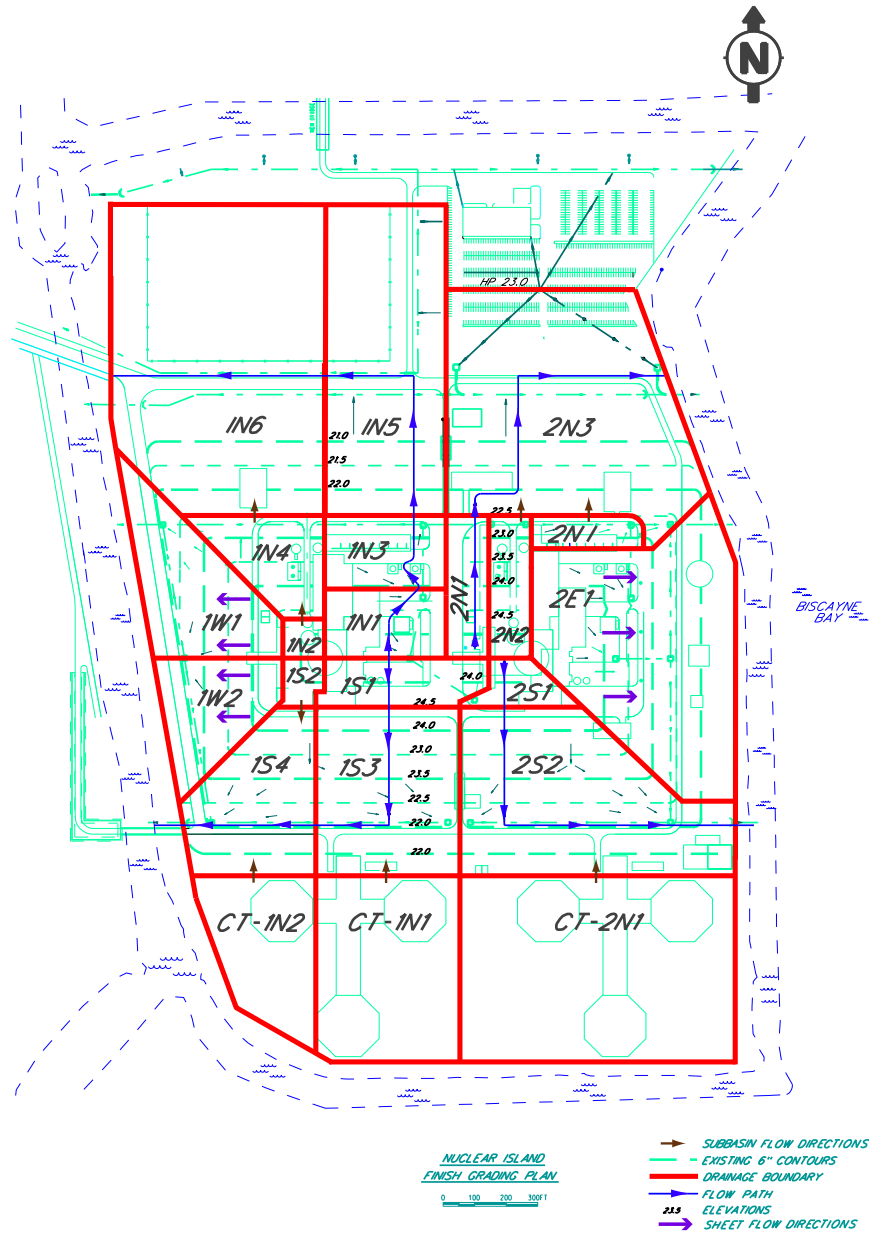 N
HP 23.0
1N6
1N5
2N3
21.0
21.5
22.0
22.5
2N1
23.0
1N4
1N3
23.5
24.0
2N1
2E1
24.5
1W1
1N1
2N2
1N2
BISCAYNE
BAY
1S2
1S1
24.0
2S1
1W2
24.5
24.0
23.0
1S4
1S3
2S2
23.5
22.5
22.0
22.0
CT-1N2
CT-1N1
CT-2N1
NUCLEAR ISLAND
FINISH GRADING PLAN
0 100 200 300FT
SUBBASIN FLOW DIRECTIONS
EXISTING 6" CONTOURS
DRAINAGE BOUNDARY
FLOW PATH
23.5 ELEVATIONS
SHEET FLOW DIRECTIONS